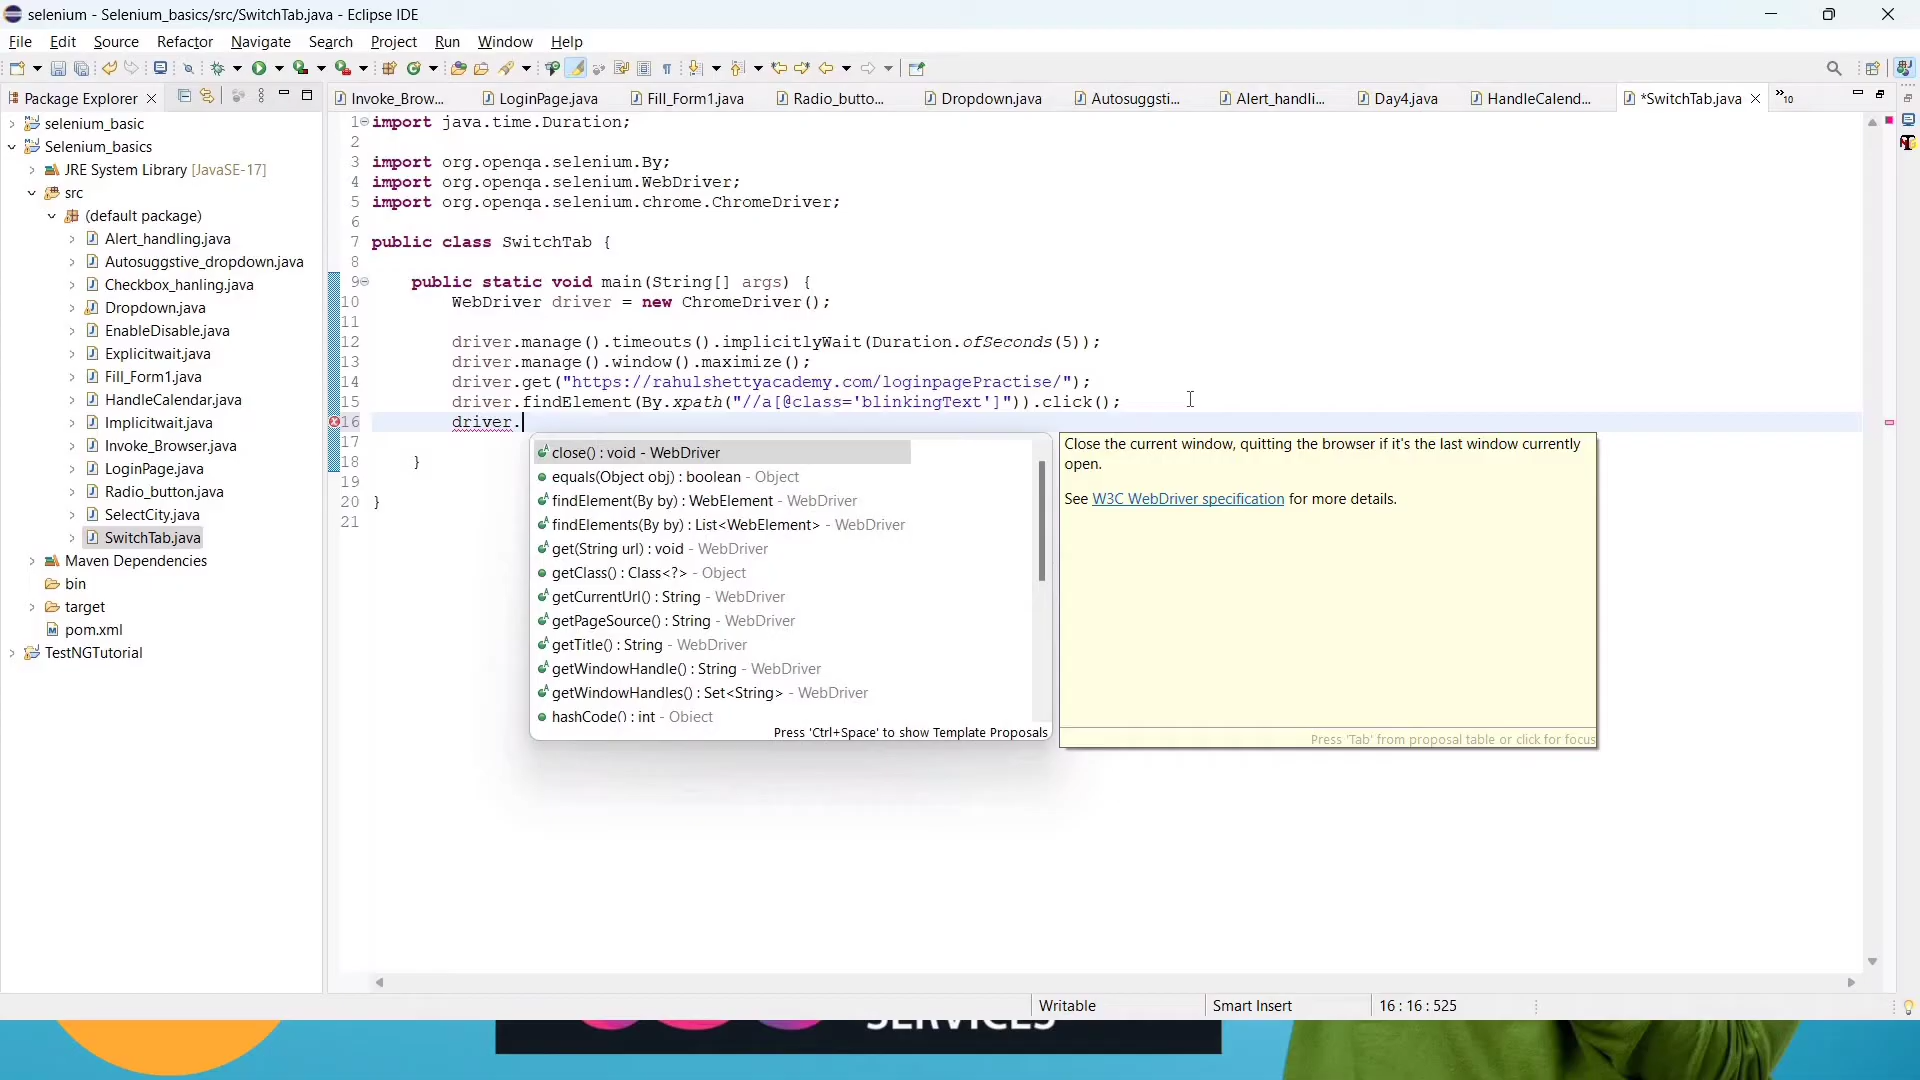 selenium - Selenium_basics/src/SwitchTab.java - Eclipse IDE
File Edit Source Refactor Navigate Search Project Run Window Help
Package Explorer
Invoke_Brow... LoginPage.java Fill_Form1.java Radio_butto... Dropdown.java Autosuggsti... Alert_handli... Day4.java HandleCalend... *SwitchTab.java »10
selenium_basic
Selenium_basics
JRE System Library [JavaSE-17]
src
(default package)
Alert_handling.java
Autosuggstive_dropdown.java
Checkbox_hanling.java
Dropdown.java
EnableDisable.java
Explicitwait.java
Fill_Form1.java
HandleCalendar.java
Implicitwait.java
Invoke_Browser.java
LoginPage.java
Radio_button.java
SelectCity.java
SwitchTab.java
Maven Dependencies
bin
target
pom.xml
TestNGTutorial
1 import java.time.Duration;
2
3 import org.openqa.selenium.By;
4 import org.openqa.selenium.WebDriver;
5 import org.openqa.selenium.chrome.ChromeDriver;
6
7 public class SwitchTab {
8
9 public static void main(String[] args) {
10 WebDriver driver = new ChromeDriver();
11
12 driver.manage().timeouts().implicitlyWait(Duration.ofSeconds(5));
13 driver.manage().window().maximize();
14 driver.get("https://rahulshettyacademy.com/loginpagePractise/");
15 driver.findElement(By.xpath("//a[@class='blinkingText']")).click();
16 driver.
17
18 }
19
20 }
21
close() : void - WebDriver
equals(Object obj) : boolean - Object
findElement(By by) : WebElement - WebDriver
findElements(By by) : List<WebElement> - WebDriver
get(String url) : void - WebDriver
getClass() : Class<?> - Object
getCurrentUrl() : String - WebDriver
getPageSource() : String - WebDriver
getTitle() : String - WebDriver
getWindowHandle() : String - WebDriver
getWindowHandles() : Set<String> - WebDriver
hashCode() : int - Object
Press 'Ctrl+Space' to show Template Proposals
Close the current window, quitting the browser if it's the last window currently
open.
See W3C WebDriver specification for more details.
Press 'Tab' from proposal table or click for focus
Writable Smart Insert 16 : 16 : 525
SERVICES